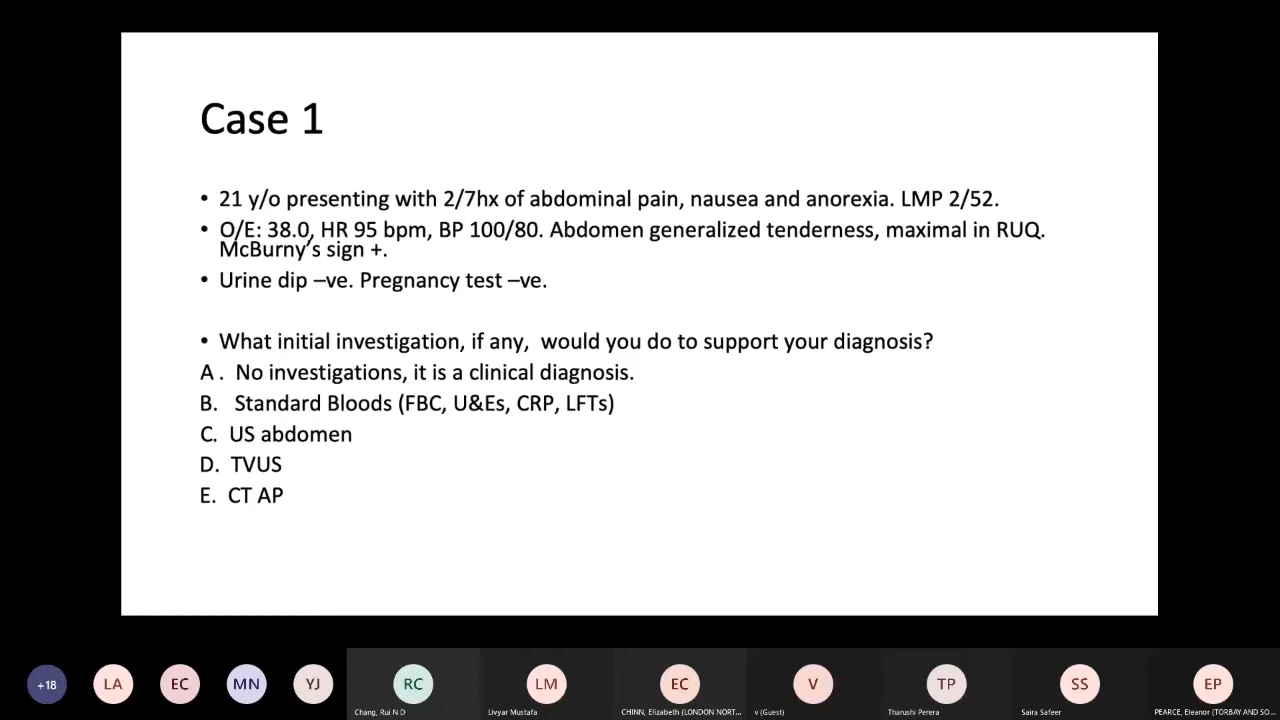 Case 1
• 21 y/o presenting with 2/7hx of abdominal pain, nausea and anorexia. LMP 2/52.
• O/E: 38.0, HR 95 bpm, BP 100/80. Abdomen generalized tenderness, maximal in RUQ.
McBurny’s sign +.
• Urine dip –ve. Pregnancy test –ve.
• What initial investigation, if any,  would you do to support your diagnosis?
A .  No investigations, it is a clinical diagnosis.
B.   Standard Bloods (FBC, U&Es, CRP, LFTs)
C.  US abdomen
D.  TVUS
E.  CT AP
+18 LA EC MN YJ RC LM EC V TP SS EP
Chang, Rui N D Livyar Mustafa CHINN, Elizabeth (LONDON NORT... v (Guest) Tharushi Perera Saira Safeer PEARCE, Eleanor (TORBAY AND SO...